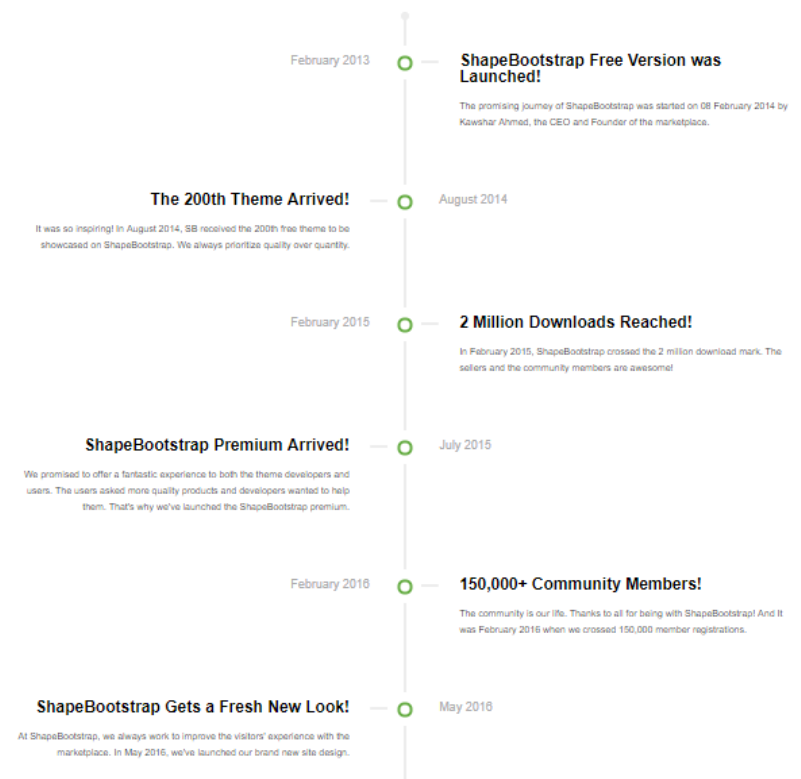 February 2013
ShapeBootstrap Free Version was
Launched!
The promising journey of ShapeBootstrap was started on 08 February 2014 by
Kawshar Ahmed, the CEO and Founder of the marketplace.
The 200th Theme Arrived!
August 2014
It was so inspiring! In August 2014, SB received the 200th free theme to be
showcased on ShapeBootstrap. We always prioritize quality over quantity.
February 2015
2 Million Downloads Reached!
In February 2015, ShapeBootstrap crossed the 2 million download mark. The
sellers and the community members are awesome!
ShapeBootstrap Premium Arrived!
July 2015
We promised to offer a fantastic experience to both the theme developers and
users. The users asked more quality products and developers wanted to help
them. That's why we've launched the ShapeBootstrap premium.
February 2016
150,000+ Community Members!
The community is our life. Thanks to all for being with ShapeBootstrap! And It
was February 2016 when we crossed 150,000 member registrations.
ShapeBootstrap Gets a Fresh New Look!
May 2016
At ShapeBootstrap, we always work to improve the visitors' experience with the
marketplace. In May 2016, we've launched our brand new site design.